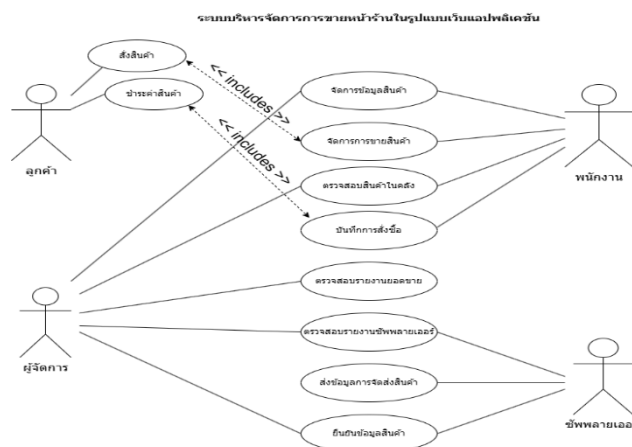 ระบบบริหารจัดการการขายหน้าร้านในรูปแบบเว็บแอปพลิเคชัน
สั่งสินค้า
ชำระค่าสินค้า
<< includes >>
<< includes >>
ลูกค้า
จัดการข้อมูลสินค้า
จัดการการขายสินค้า
ตรวจสอบสินค้าในคลัง
บันทึกการสั่งซื้อ
พนักงาน
ตรวจสอบรายงานยอดขาย
ตรวจสอบรายงานซัพพลายเออร์
ส่งข้อมูลการจัดส่งสินค้า
ยืนยันข้อมูลสินค้า
ผู้จัดการ
ซัพพลายเออ